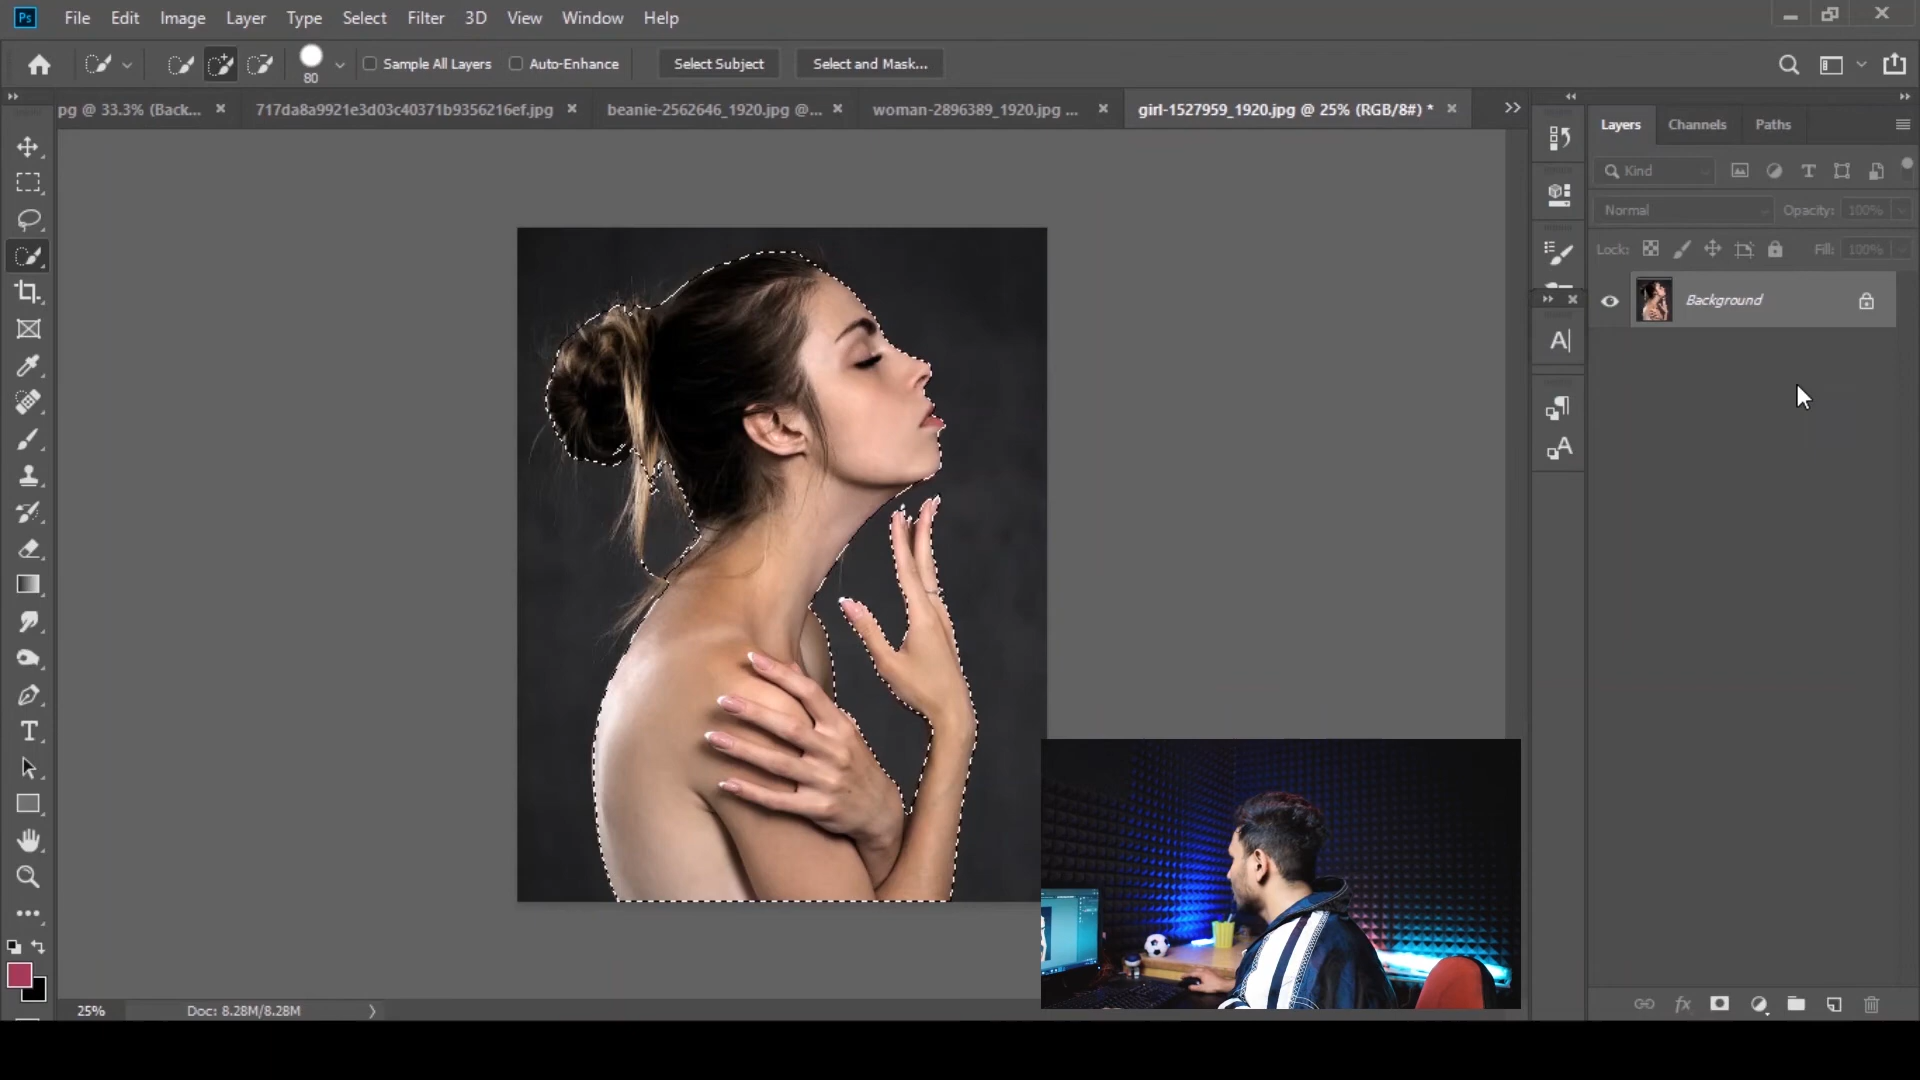 Ps File Edit Image Layer Type Select Filter 3D View Window Help
80 Sample All Layers Auto-Enhance Select Subject Select and Mask...
pg @ 33.3% (Back... 717da8a9921e3d03c40371b9356216ef.jpg beanie-2562646_1920.jpg @... woman-2896389_1920.jpg ... girl-1527959_1920.jpg @ 25% (RGB/8#) *
Layers Channels Paths
Kind
Normal Opacity: 100%
Lock: Fill: 100%
Background
25% Doc: 8.28M/8.28M